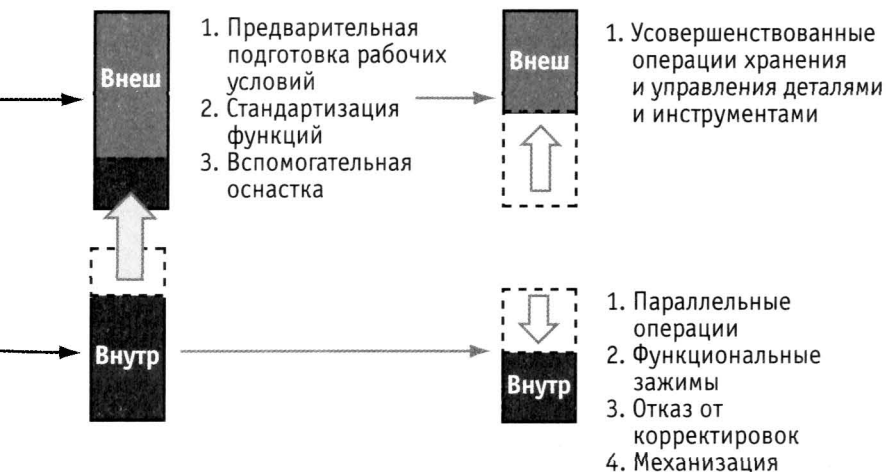 Внеш
1. Предварительная
подготовка рабочих
условий
2. Стандартизация
функций
3. Вспомогательная
оснастка
Внеш
1. Усовершенствованные
операции хранения
и управления деталями
и инструментами
Внутр
Внутр
1. Параллельные
операции
2. Функциональные
зажимы
3. Отказ от
корректировок
4. Механизация